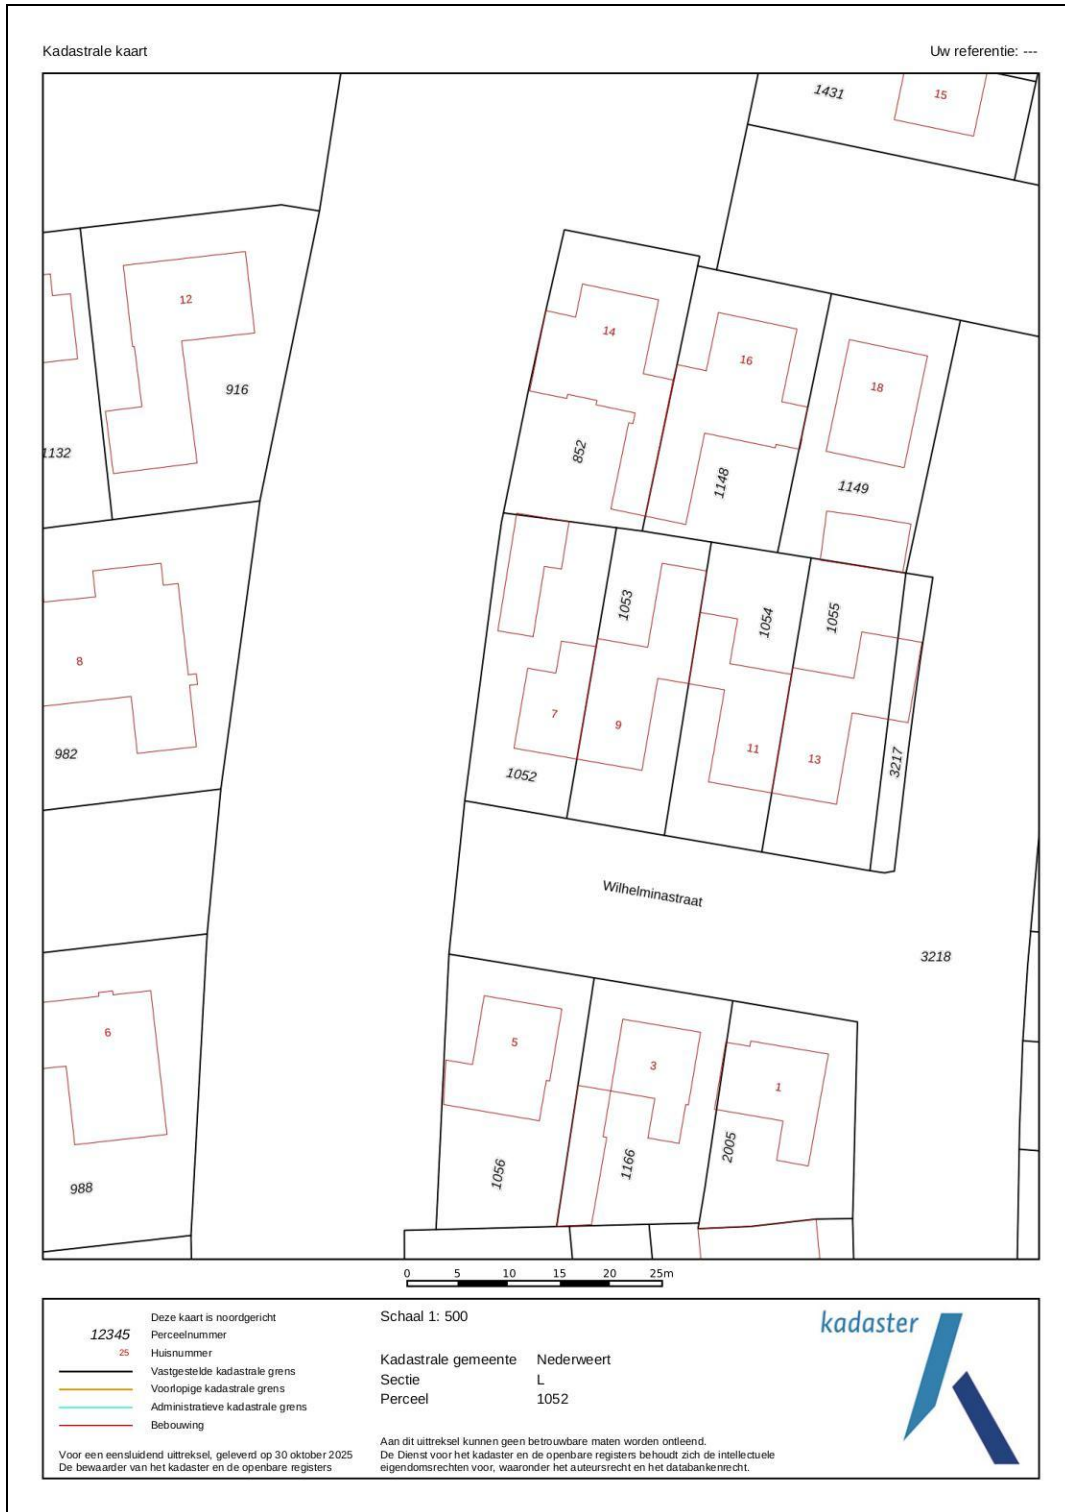 Kadastrale kaart
Uw referentie: ---
1431
15
12
14
16
18
916
1132
852
1148
1149
1053
1054
1055
8
7
9
11
13
982
1052
3217
Wilhelminastraat
3218
6
5
3
1
988
1056
1166
2005
0 5 10 15 20 25m
Deze kaart is noordgericht
12345 Perceelnummer
25 Huisnummer
Vastgestelde kadastrale grens
Voorlopige kadastrale grens
Administratieve kadastrale grens
Bebouwing
Voor een eensluidend uittreksel, geleverd op 30 oktober 2025
De bewaarder van het kadaster en de openbare registers
Schaal 1: 500
Kadastrale gemeente Nederweert
Sectie L
Perceel 1052
Aan dit uittreksel kunnen geen betrouwbare maten worden ontleend.
De Dienst voor het kadaster en de openbare registers behoudt zich de intellectuele
eigendomsrechten voor, waaronder het auteursrecht en het databankenrecht.
kadaster